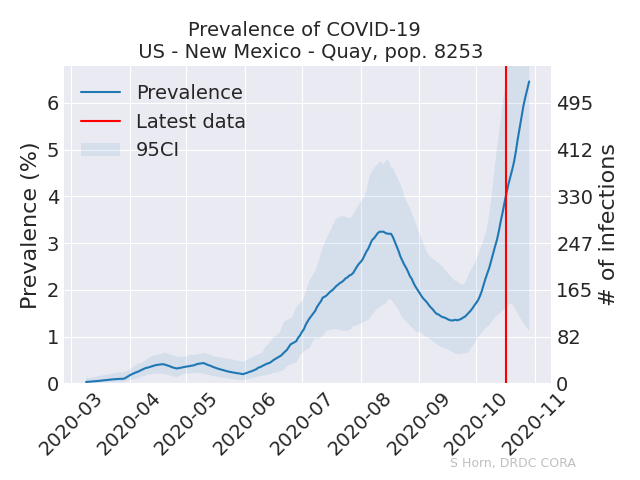 Prevalence of COVID-19
US - New Mexico - Quay, pop. 8253
Prevalence
Latest data
95CI
Prevalence (%)
6
5
4
3
2
1
0
495
412
330
247
165
82
0
# of infections
2020-03
2020-04
2020-05
2020-06
2020-07
2020-08
2020-09
2020-10
2020-11
S Horn, DRDC CORA